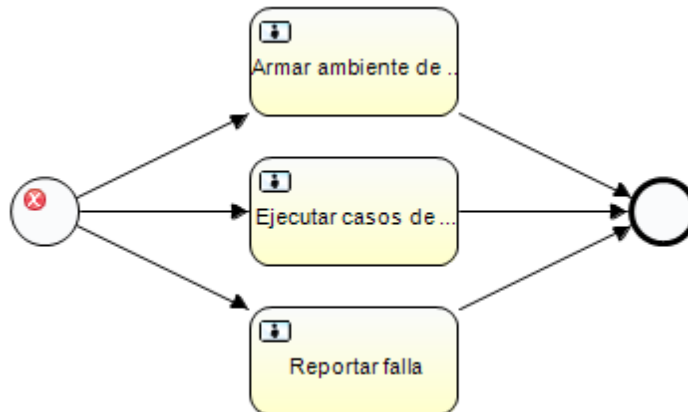 Armar ambiente de ..
Ejecutar casos de ...
Reportar falla